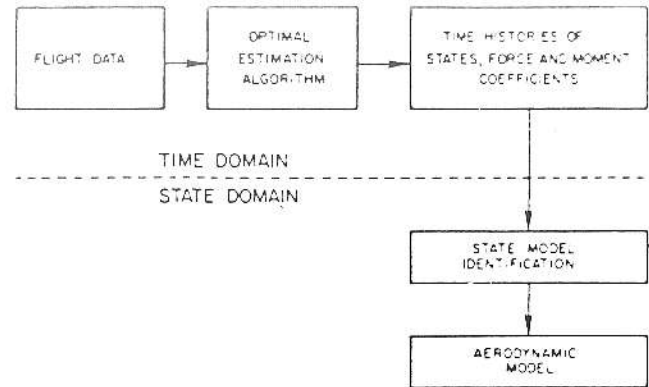 FLIGHT DATA
OPTIMAL
ESTIMATION
ALGORITHM
TIME HISTORIES OF
STATES, FORCE AND MOMENT
COEFFICIENTS
TIME DOMAIN
STATE DOMAIN
STATE MODEL
IDENTIFICATION
AERODYNAMIC
MODEL